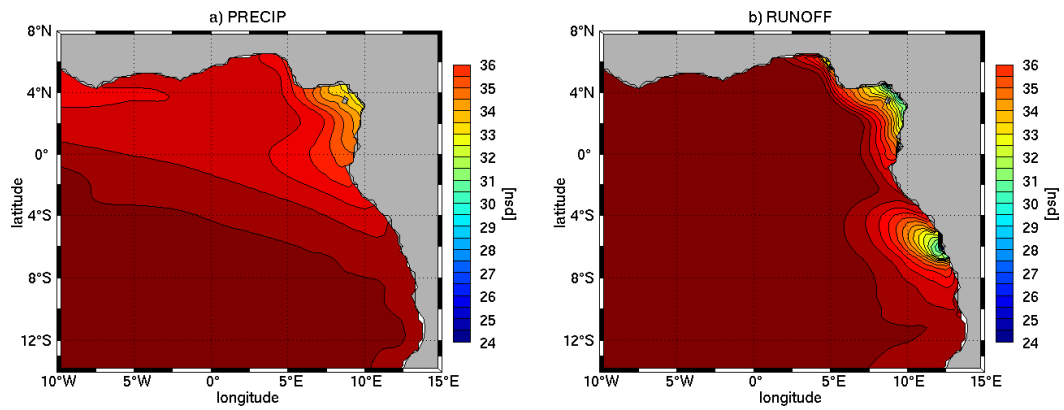 a) PRECIP
8°N
4°N
0°
4°S
8°S
12°S
latitude
10°W
5°W
0°
5°E
10°E
15°E
longitude
36
35
34
33
32
30
29
28
27
26
25
24
[psu]
b) RUNOFF
8°N
4°N
0°
4°S
8°S
12°S
latitude
10°W
5°W
0°
5°E
10°E
15°E
longitude
36
35
34
33
32
30
29
28
27
26
25
24
[psu]